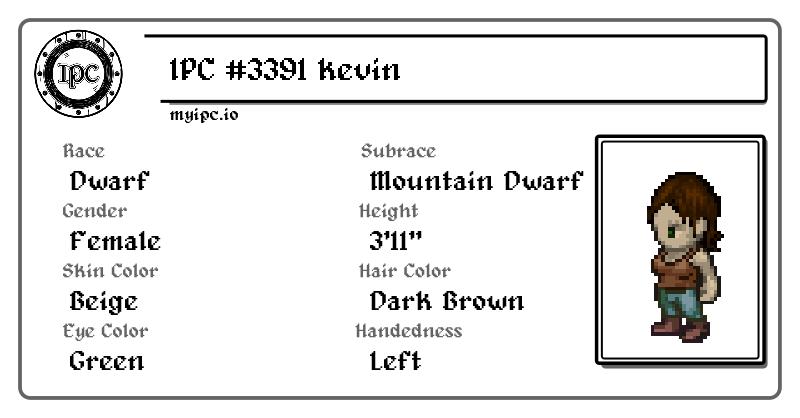 IPC
IPC #3391 Kevin
myipc.io
Race
Subrace
Dwarf
Mountain Dwarf
Gender
Height
Female
3'11"
Skin Color
Hair Color
Beige
Dark Brown
Eye Color
Handedness
Green
Left